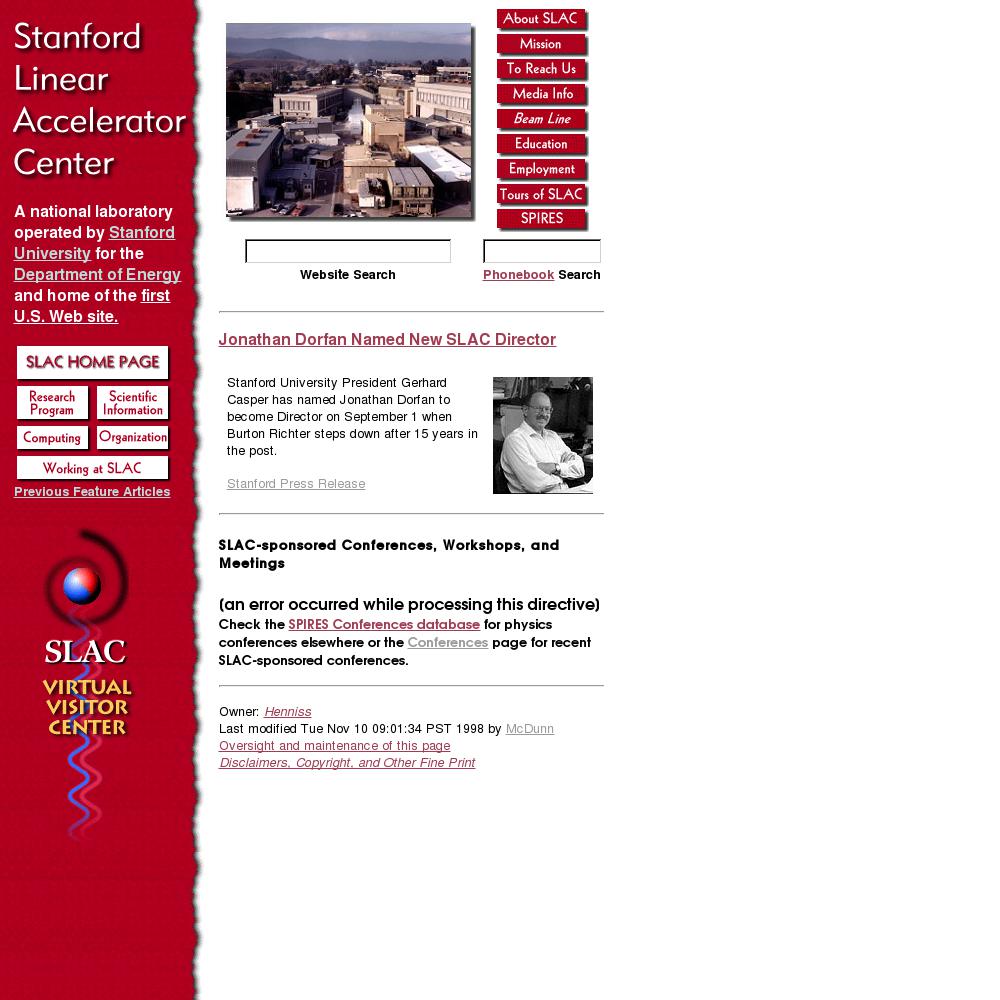 Stanford
Linear
Accelerator
Center
A national laboratory
operated by Stanford
University for the
Department of Energy
and home of the first
U.S. Web site.
SLAC HOME PAGE
Research
Program
Scientific
Information
Computing
Organization
Working at SLAC
Previous Feature Articles
SLAC
VIRTUAL
VISITOR
CENTER
About SLAC
Mission
To Reach Us
Media Info
Beam Line
Education
Employment
Tours of SLAC
SPIRES
Website Search
Phonebook Search
Jonathan Dorfan Named New SLAC Director
Stanford University President Gerhard
Casper has named Jonathan Dorfan to
become Director on September 1 when
Burton Richter steps down after 15 years in
the post.
Stanford Press Release
SLAC-sponsored Conferences, Workshops, and
Meetings
[an error occurred while processing this directive]
Check the SPIRES Conferences database for physics
conferences elsewhere or the Conferences page for recent
SLAC-sponsored conferences.
Owner: Henniss
Last modified Tue Nov 10 09:01:34 PST 1998 by McDunn
Oversight and maintenance of this page
Disclaimers, Copyright, and Other Fine Print